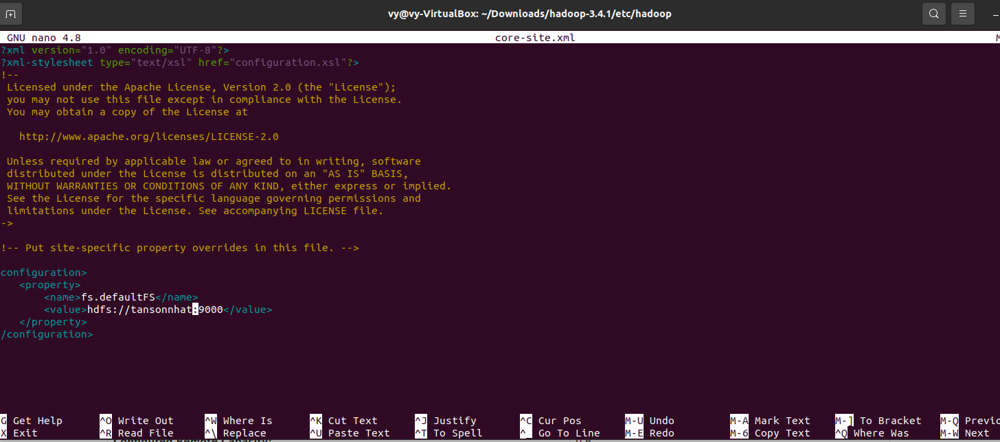 vy@vy-VirtualBox: ~/Downloads/hadoop-3.4.1/etc/hadoop
GNU nano 4.8 core-site.xml M
?xml version="1.0" encoding="UTF-8"?>
?xml-stylesheet type="text/xsl" href="configuration.xsl"?>
!--
Licensed under the Apache License, Version 2.0 (the "License");
you may not use this file except in compliance with the License.
You may obtain a copy of the License at
http://www.apache.org/licenses/LICENSE-2.0
Unless required by applicable law or agreed to in writing, software
distributed under the License is distributed on an "AS IS" BASIS,
WITHOUT WARRANTIES OR CONDITIONS OF ANY KIND, either express or implied.
See the License for the specific language governing permissions and
limitations under the License. See accompanying LICENSE file.
->
!-- Put site-specific property overrides in this file. -->
configuration>
<property>
<name>fs.defaultFS</name>
<value>hdfs://tansonnhat:9000</value>
</property>
/configuration>
G Get Help ^O Write Out ^W Where Is ^K Cut Text ^J Justify ^C Cur Pos M-U Undo M-A Mark Text M-] To Bracket M-Q Previo
X Exit ^R Read File ^\ Replace ^U Paste Text ^T To Spell ^_ Go To Line M-E Redo M-6 Copy Text ^Q Where Was M-W Next